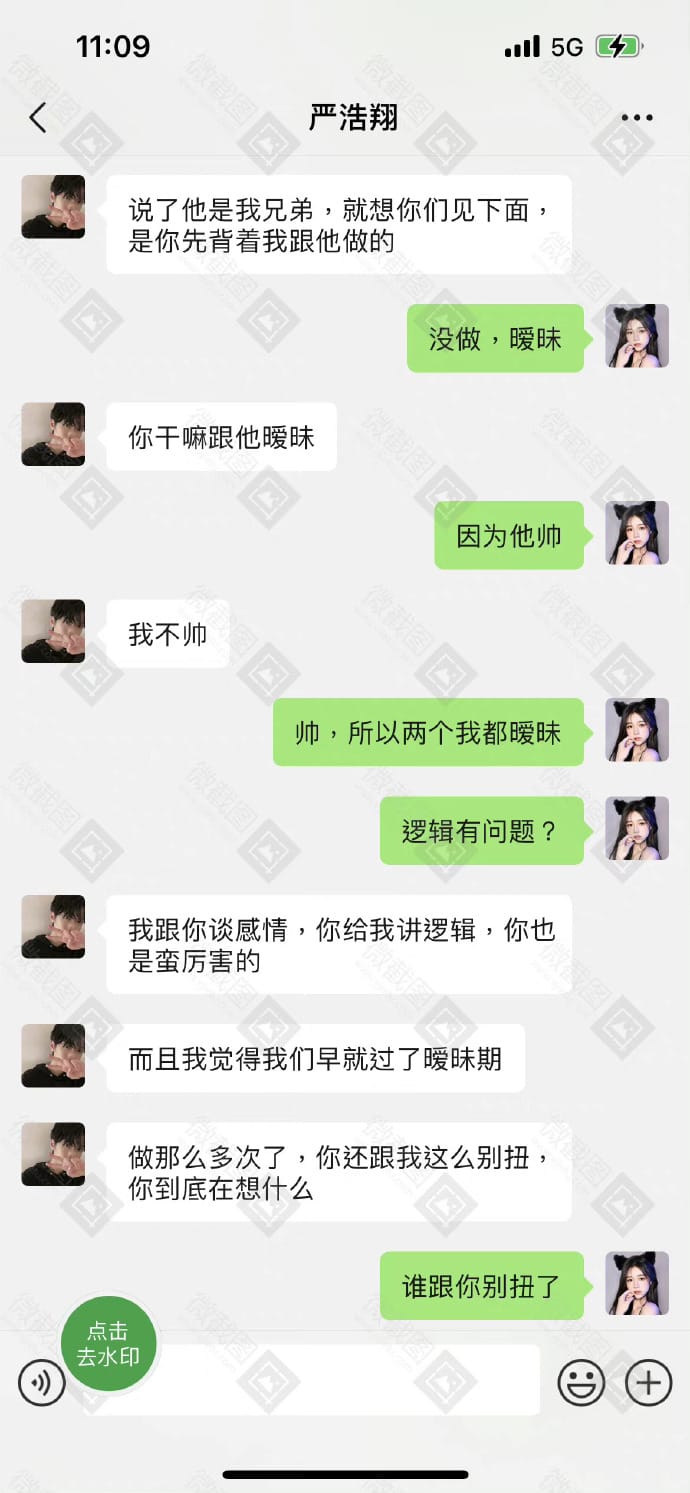 11:09
5G
严浩翔
说了他是我兄弟，就想你们见下面，
是你先背着我跟他做的
没做，暧昧
你干嘛跟他暧昧
因为他帅
我不帅
帅，所以两个我都暧昧
逻辑有问题？
我跟你谈感情，你给我讲逻辑，你也
是蛮厉害的
而且我觉得我们早就过了暧昧期
做那么多次了，你还跟我这么别扭，
你到底在想什么
谁跟你别扭了
点击
去水印
微截图